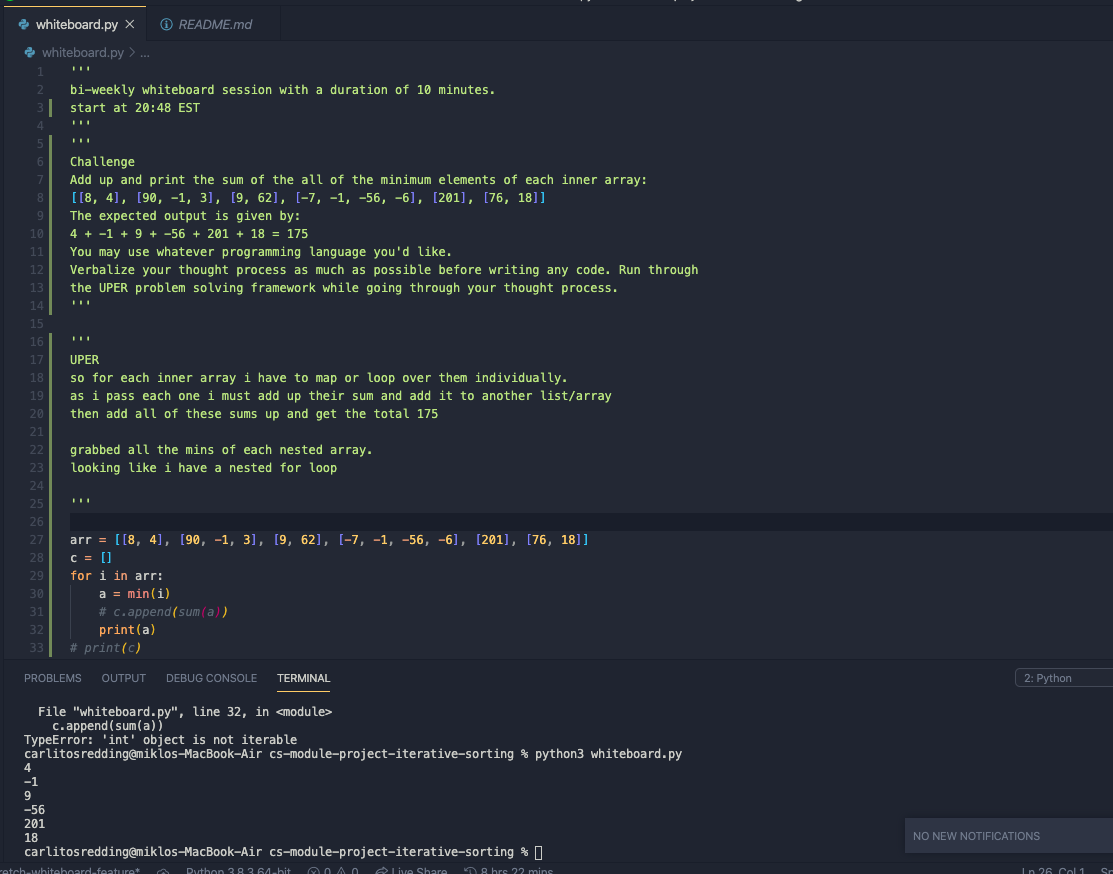 whiteboard.py × README.md
whiteboard.py > ...
1 '''
2 bi-weekly whiteboard session with a duration of 10 minutes.
3 start at 20:48 EST
4 '''
5 '''
6 Challenge
7 Add up and print the sum of the all of the minimum elements of each inner array:
8 [[8, 4], [90, -1, 3], [9, 62], [-7, -1, -56, -6], [201], [76, 18]]
9 The expected output is given by:
10 4 + -1 + 9 + -56 + 201 + 18 = 175
11 You may use whatever programming language you'd like.
12 Verbalize your thought process as much as possible before writing any code. Run through
13 the UPER problem solving framework while going through your thought process.
14 '''
15
16 '''
17 UPER
18 so for each inner array i have to map or loop over them individually.
19 as i pass each one i must add up their sum and add it to another list/array
20 then add all of these sums up and get the total 175
21
22 grabbed all the mins of each nested array.
23 looking like i have a nested for loop
24
25 '''
26
27 arr = [[8, 4], [90, -1, 3], [9, 62], [-7, -1, -56, -6], [201], [76, 18]]
28 c = []
29 for i in arr:
30 a = min(i)
31 # c.append(sum(a))
32 print(a)
33 # print(c)
PROBLEMS OUTPUT DEBUG CONSOLE TERMINAL 2: Python
File "whiteboard.py", line 32, in <module>
c.append(sum(a))
TypeError: 'int' object is not iterable
carlitosredding@miklos-MacBook-Air cs-module-project-iterative-sorting % python3 whiteboard.py
4
-1
9
-56
201
18
carlitosredding@miklos-MacBook-Air cs-module-project-iterative-sorting %
NO NEW NOTIFICATIONS
etch-whiteboard-feature* Python 3.8.3 64-bit 0 0 Live Share 8 hrs 22 mins Ln 26, Col 1